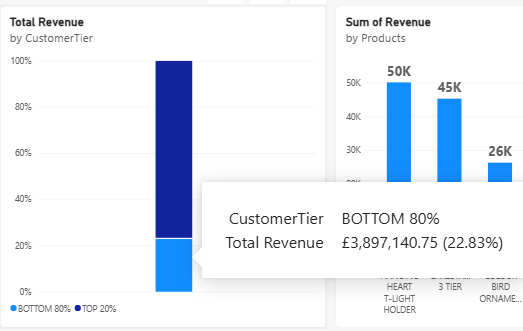 Total Revenue
by CustomerTier
100%
80%
60%
40%
20%
0%
BOTTOM 80% TOP 20%
Sum of Revenue
by Products
50K
40K
30K
50K
45K
26K
CustomerTier BOTTOM 80%
Total Revenue £3,897,140.75 (22.83%)
HEART
T-LIGHT
HOLDER
3 TIER
BIRD
ORNAME...